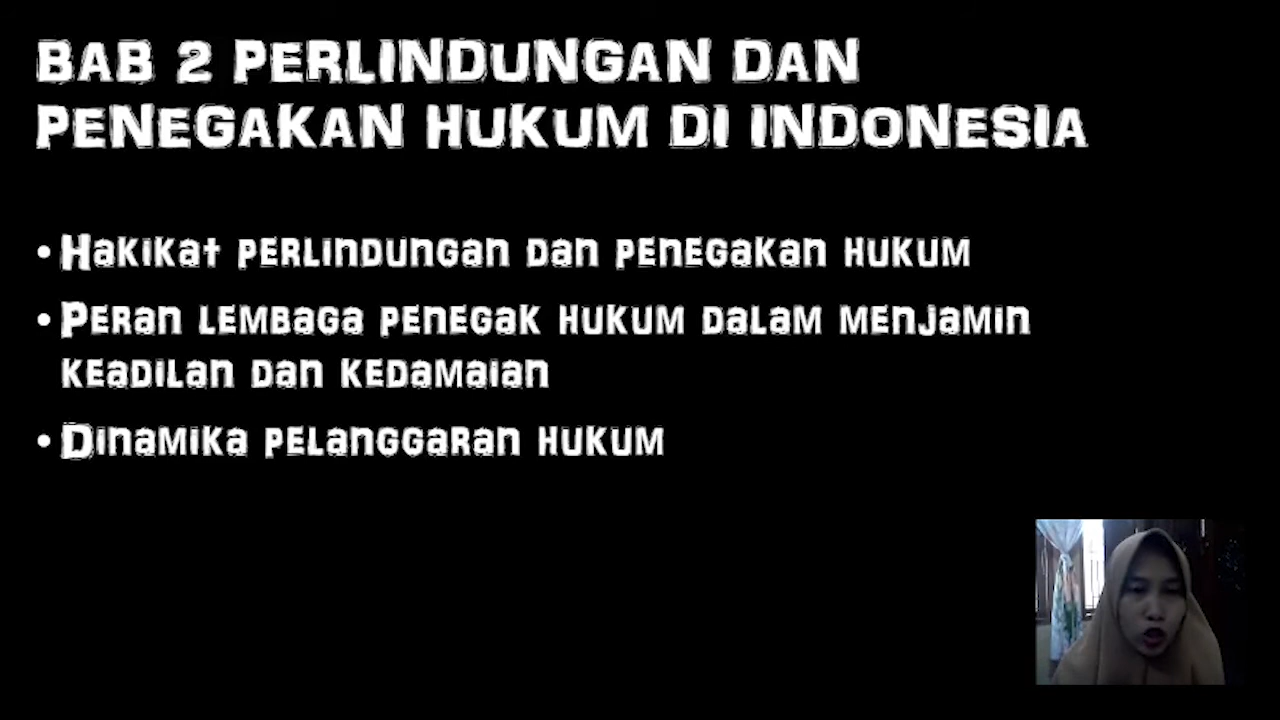 BAB 2 PERLINDUNGAN DAN
PENEGAKAN HUKUM DI INDONESIA
• Hakikat perlindungan dan penegakan hukum
• Peran lembaga penegak hukum dalam menjamin
keadilan dan kedamaian
• Dinamika pelanggaran hukum